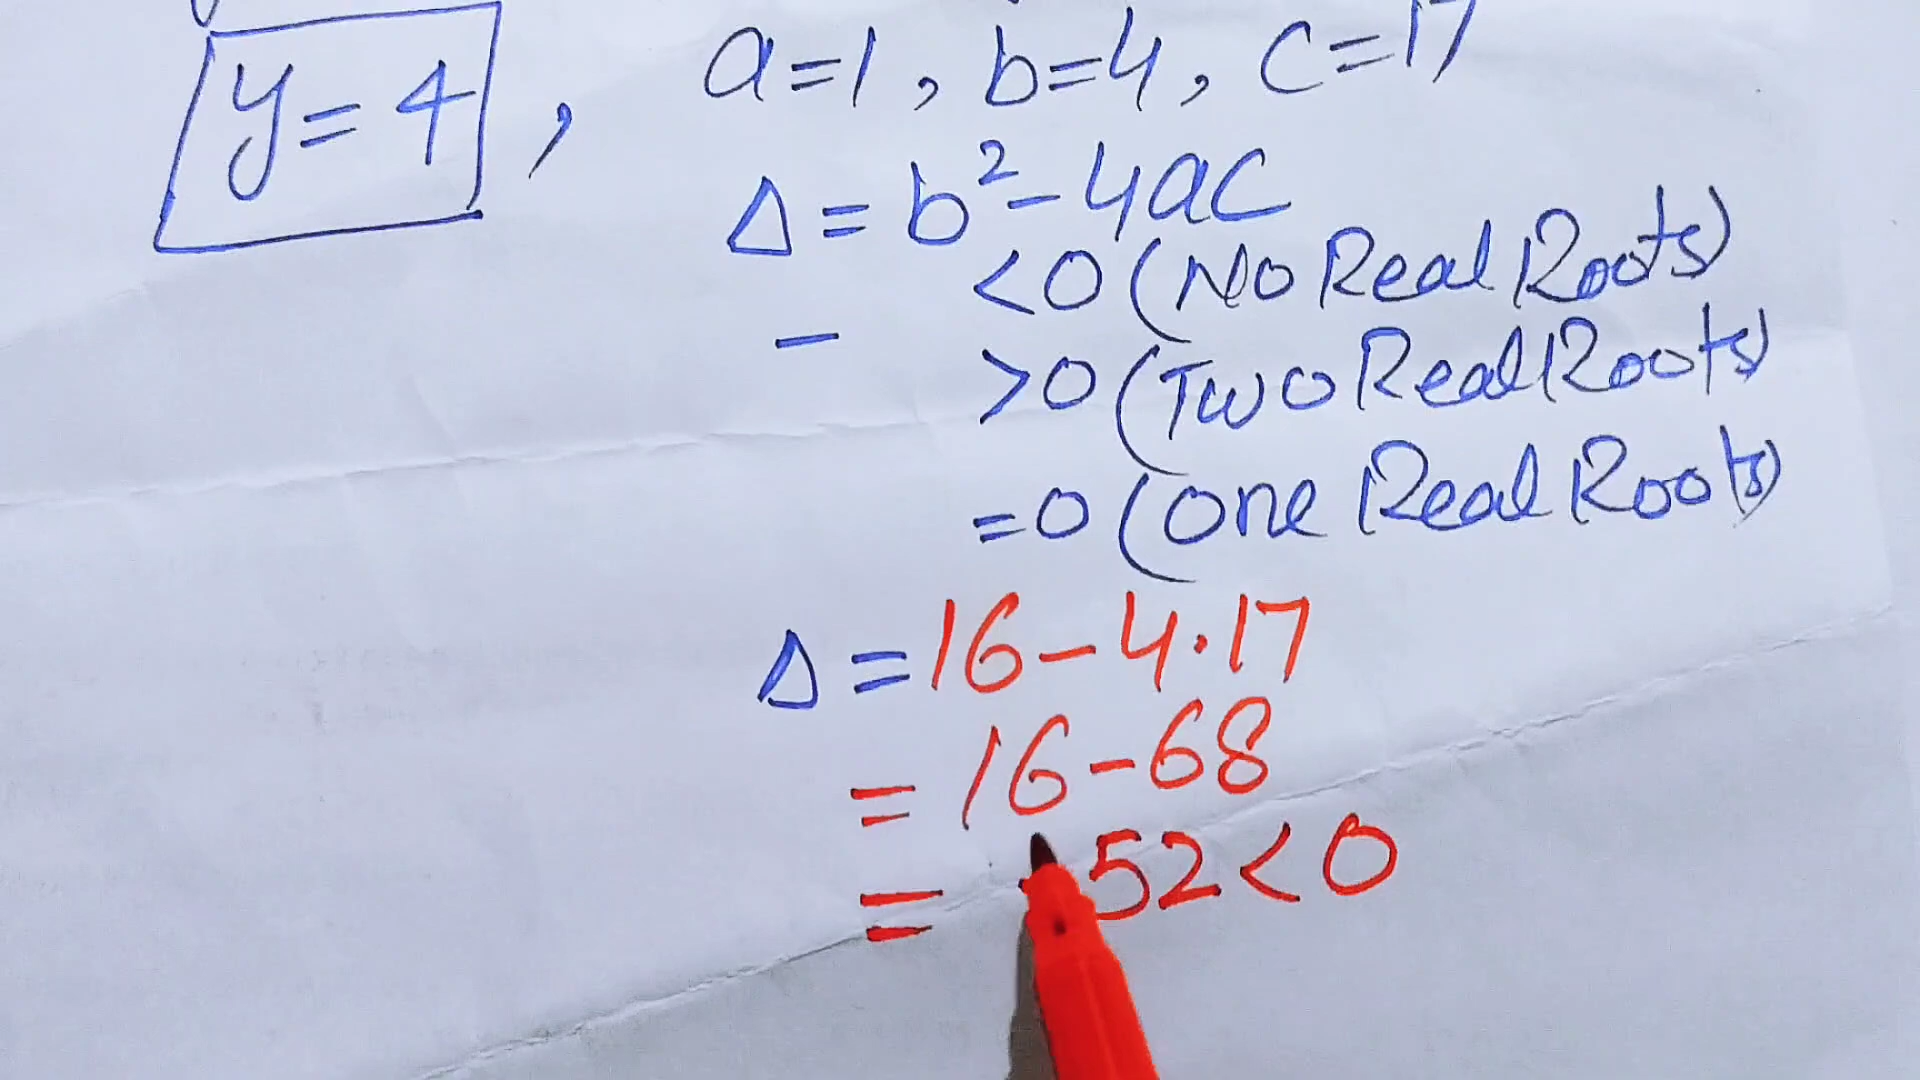 y = 4 , a=1 , b=4 , c=17
Δ = b² - 4ac
<0 (No Real Roots)
- >0 (Two Real Roots)
=0 (One Real Roots)
Δ = 16 - 4·17
= 16 - 68
= -52 < 0